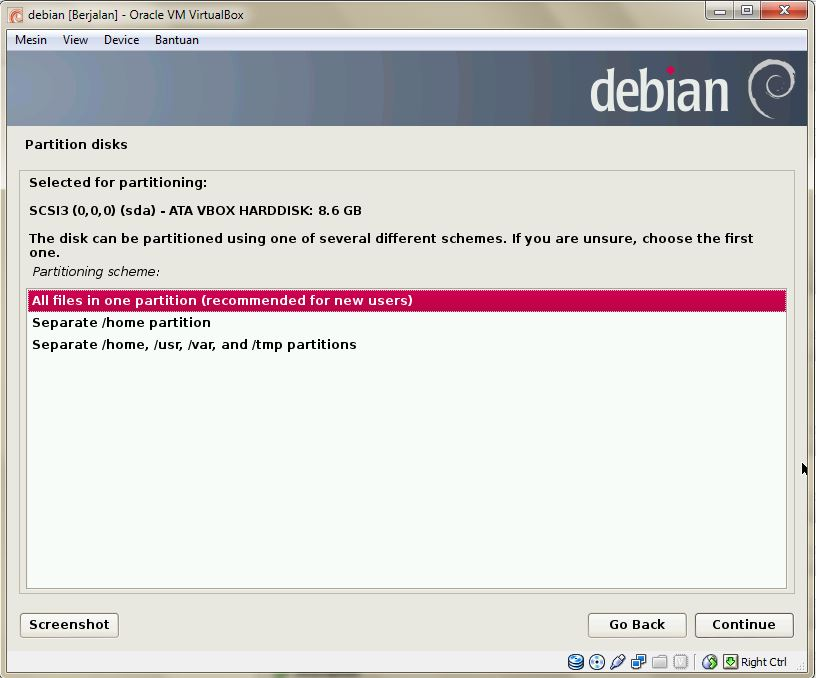 debian [Berjalan] - Oracle VM VirtualBox
Mesin View Device Bantuan
debian
Partition disks
Selected for partitioning:
SCSI3 (0,0,0) (sda) - ATA VBOX HARDDISK: 8.6 GB
The disk can be partitioned using one of several different schemes. If you are unsure, choose the first
one.
Partitioning scheme:
All files in one partition (recommended for new users)
Separate /home partition
Separate /home, /usr, /var, and /tmp partitions
Screenshot Go Back Continue
Right Ctrl